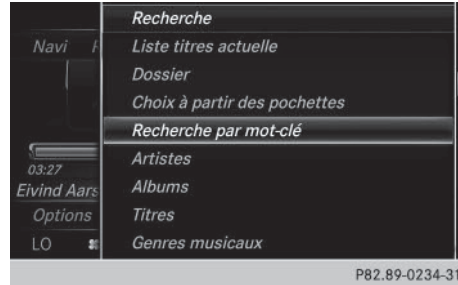 Recherche
Navi
Liste titres actuelle
Dossier
Choix à partir des pochettes
Recherche par mot-clé
03:27
Artistes
Eivind Aars
Albums
Options
Titres
LO
Genres musicaux
P82.89-0234-31